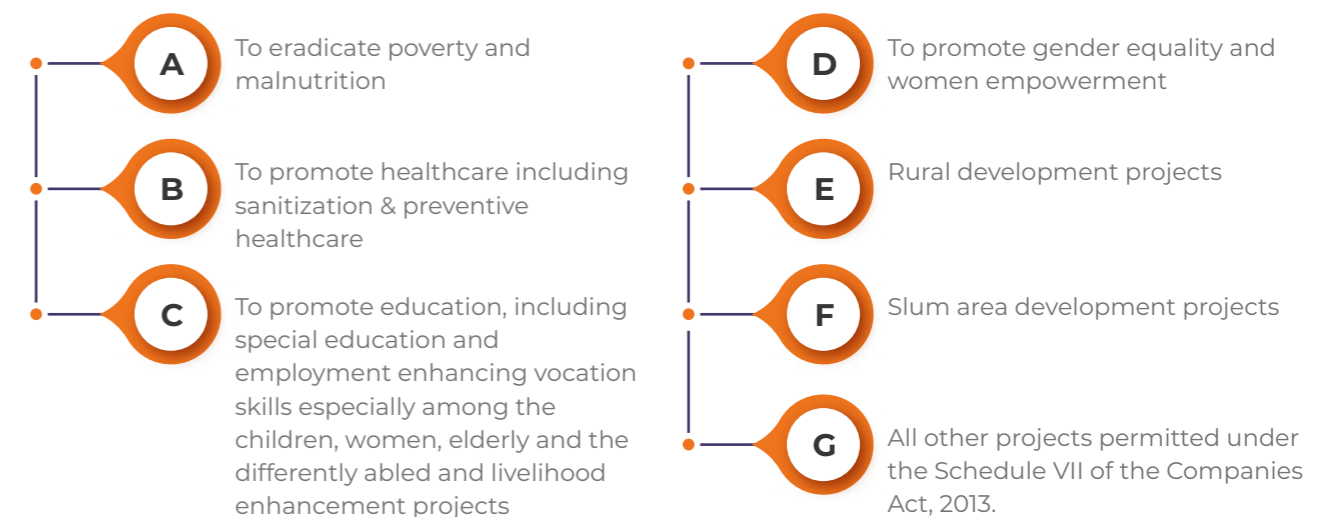 A
To eradicate poverty and
malnutrition
B
To promote healthcare including
sanitization & preventive
healthcare
C
To promote education, including
special education and
employment enhancing vocation
skills especially among the
children, women, elderly and the
differently abled and livelihood
enhancement projects
D
To promote gender equality and
women empowerment
E
Rural development projects
F
Slum area development projects
G
All other projects permitted under
the Schedule VII of the Companies
Act, 2013.